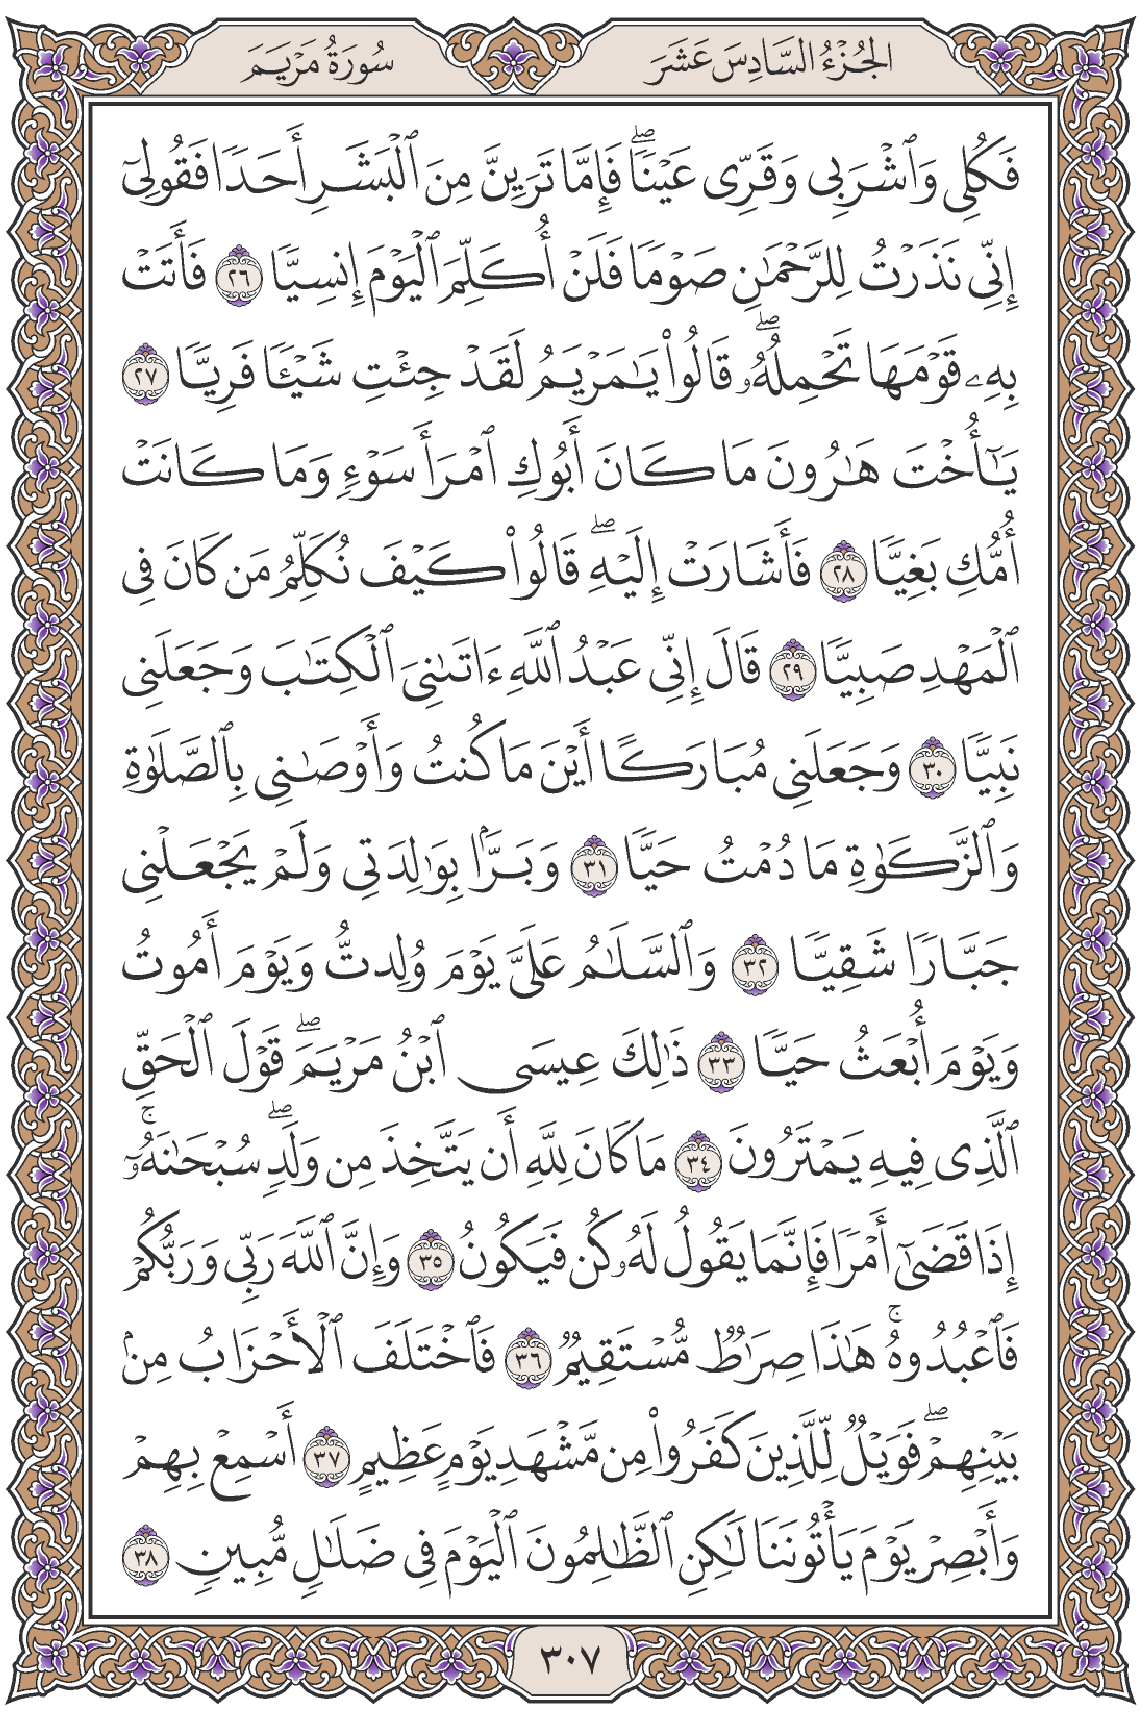 الجُزْءُ السَّادِسَ عَشَرَ
سُورَةُ مَرْيَمَ
فَكُلِى وَٱشْرَبِى وَقَرِّى عَيْنًاۖ فَإِمَّا تَرَيِنَّ مِنَ ٱلْبَشَرِ أَحَدًا فَقُولِىٓ
إِنِّى نَذَرْتُ لِلرَّحْمَٰنِ صَوْمًا فَلَنْ أُكَلِّمَ ٱلْيَوْمَ إِنسِيًّا ٢٦ فَأَتَتْ
بِهِۦ قَوْمَهَا تَحْمِلُهُۥۖ قَالُوا۟ يَٰمَرْيَمُ لَقَدْ جِئْتِ شَيْـًٔا فَرِيًّا ٢٧
يَٰٓأُخْتَ هَٰرُونَ مَا كَانَ أَبُوكِ ٱمْرَأَ سَوْءٍ وَمَا كَانَتْ
أُمُّكِ بَغِيًّا ٢٨ فَأَشَارَتْ إِلَيْهِۖ قَالُوا۟ كَيْفَ نُكَلِّمُ مَن كَانَ فِى
ٱلْمَهْدِ صَبِيًّا ٢٩ قَالَ إِنِّى عَبْدُ ٱللَّهِ ءَاتَىٰنِىَ ٱلْكِتَٰبَ وَجَعَلَنِى
نَبِيًّا ٣٠ وَجَعَلَنِى مُبَارَكًا أَيْنَ مَا كُنتُ وَأَوْصَٰنِى بِٱلصَّلَوٰةِ
وَٱلزَّكَوٰةِ مَا دُمْتُ حَيًّا ٣١ وَبَرًّۢا بِوَٰلِدَتِى وَلَمْ يَجْعَلْنِى
جَبَّارًا شَقِيًّا ٣٢ وَٱلسَّلَٰمُ عَلَىَّ يَوْمَ وُلِدتُّ وَيَوْمَ أَمُوتُ
وَيَوْمَ أُبْعَثُ حَيًّا ٣٣ ذَٰلِكَ عِيسَى ٱبْنُ مَرْيَمَۖ قَوْلَ ٱلْحَقِّ
ٱلَّذِى فِيهِ يَمْتَرُونَ ٣٤ مَا كَانَ لِلَّهِ أَن يَتَّخِذَ مِن وَلَدٍۖ سُبْحَٰنَهُۥٓۚ
إِذَا قَضَىٰٓ أَمْرًا فَإِنَّمَا يَقُولُ لَهُۥ كُن فَيَكُونُ ٣٥ وَإِنَّ ٱللَّهَ رَبِّى وَرَبُّكُمْ
فَٱعْبُدُوهُۚ هَٰذَا صِرَٰطٌ مُّسْتَقِيمٌ ٣٦ فَٱخْتَلَفَ ٱلْأَحْزَابُ مِنۢ
بَيْنِهِمْۖ فَوَيْلٌ لِّلَّذِينَ كَفَرُوا۟ مِن مَّشْهَدِ يَوْمٍ عَظِيمٍ ٣٧ أَسْمِعْ بِهِمْ
وَأَبْصِرْ يَوْمَ يَأْتُونَنَا لَٰكِنِ ٱلظَّٰلِمُونَ ٱلْيَوْمَ فِى ضَلَٰلٍ مُّبِينٍ ٣٨
٣٠٧